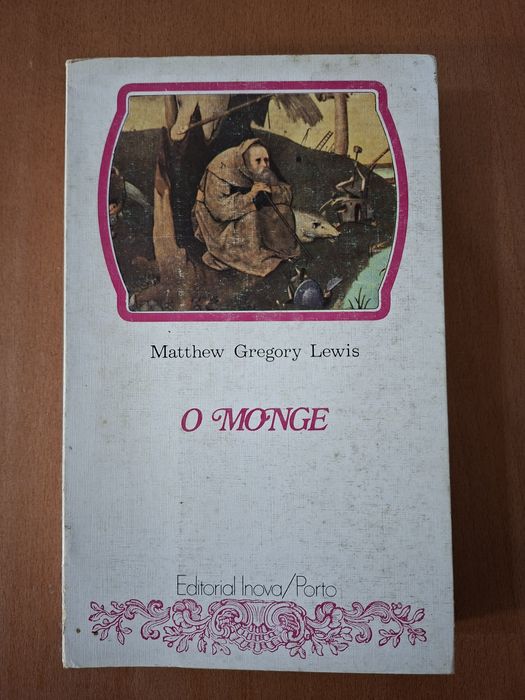 Matthew Gregory Lewis
O MONGE
Editorial Inova/Porto